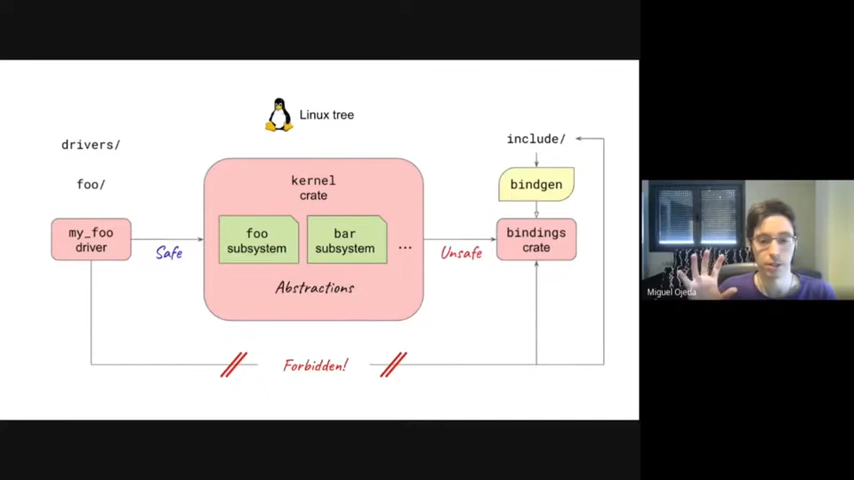 Linux tree
drivers/
foo/
my_foo
driver
Safe
kernel
crate
foo
subsystem
bar
subsystem
...
Abstractions
Unsafe
include/
bindgen
bindings
crate
Forbidden!
Miguel Ojeda